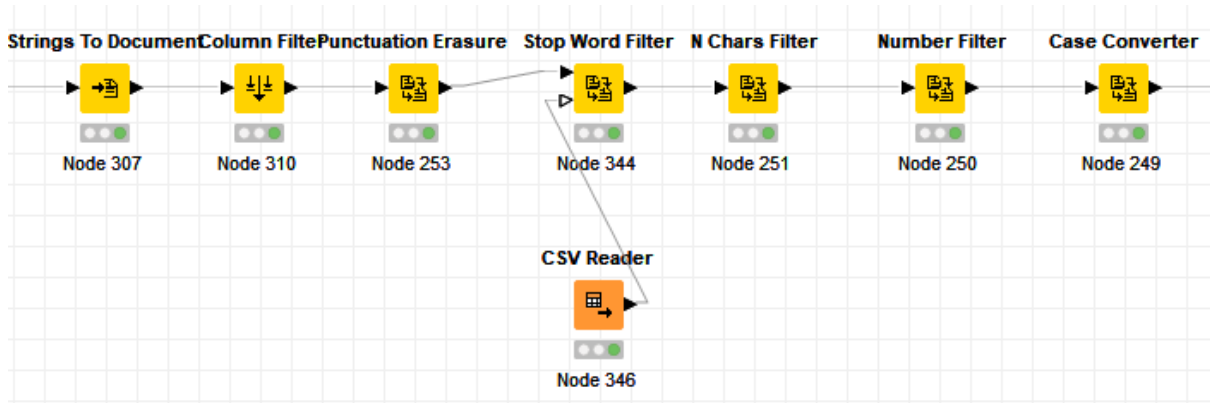 Strings To Document
Column Filter
Punctuation Erasure
Stop Word Filter
N Chars Filter
Number Filter
Case Converter
Node 307
Node 310
Node 253
Node 344
Node 251
Node 250
Node 249
CSV Reader
Node 346